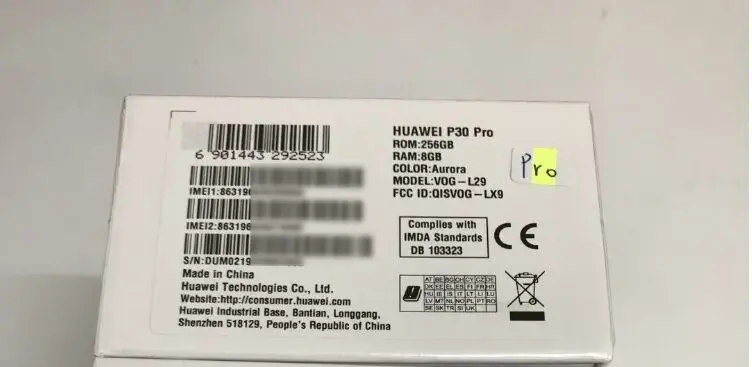 6 901443 292523
IMEI1:863196
IMEI2:863196
S/N:DUM0219
Made in China
Huawei Technologies Co., Ltd.
Website:http://consumer.huawei.com
Huawei Industrial Base, Bantian, Longgang,
Shenzhen 518129, People's Republic of China
HUAWEI P30 Pro
ROM:256GB
RAM:8GB
COLOR:Aurora
MODEL:VOG-L29
FCC ID:QISVOG-LX9
Pro
Complies with
IMDA Standards
DB 103323
CE
AT BE BG CH CY CZ DE
DK EE EL ES FI FR HR
HU IE IS IT LT LI LU
LV MT NL NO PL PT RO
SE SK TR SI UK